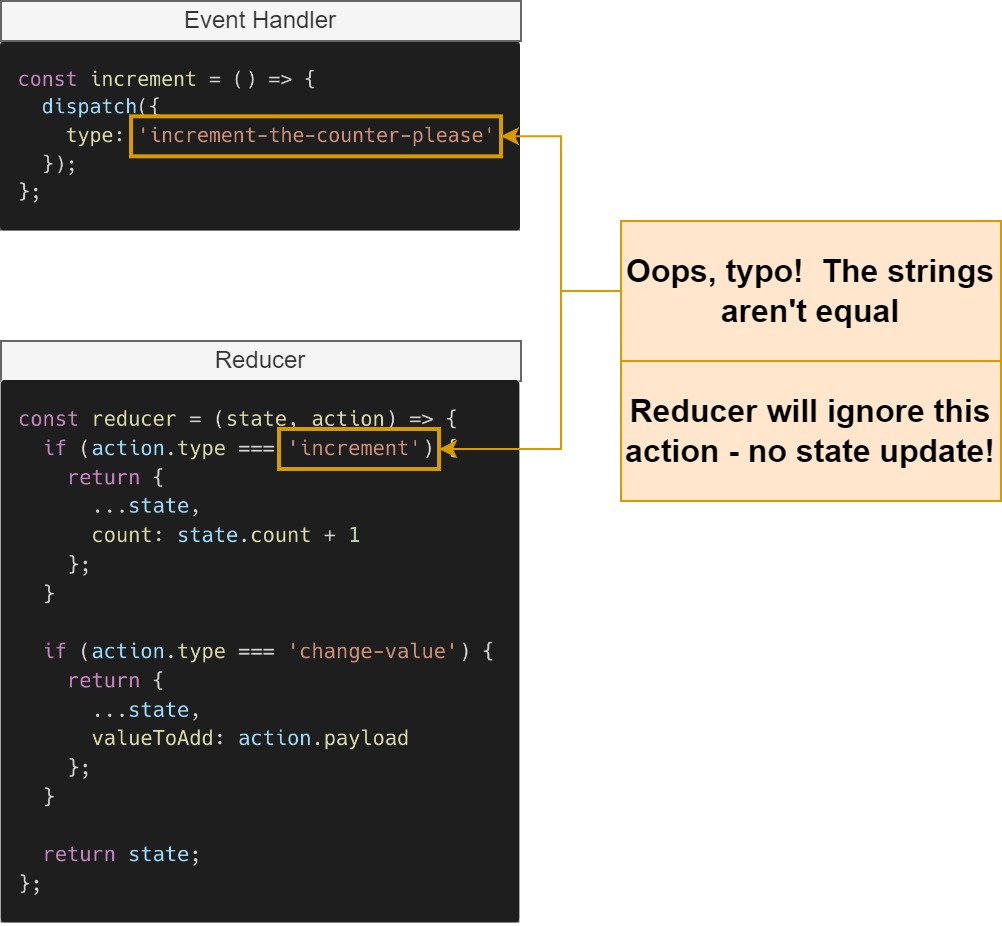 Event Handler
const increment = () => {
dispatch({
type: 'increment-the-counter-please'
});
};
Oops, typo!  The strings
aren't equal
Reducer will ignore this
action - no state update!
Reducer
const reducer = (state, action) => {
if (action.type === 'increment') {
return {
...state,
count: state.count + 1
};
}
if (action.type === 'change-value') {
return {
...state,
valueToAdd: action.payload
};
}
return state;
};